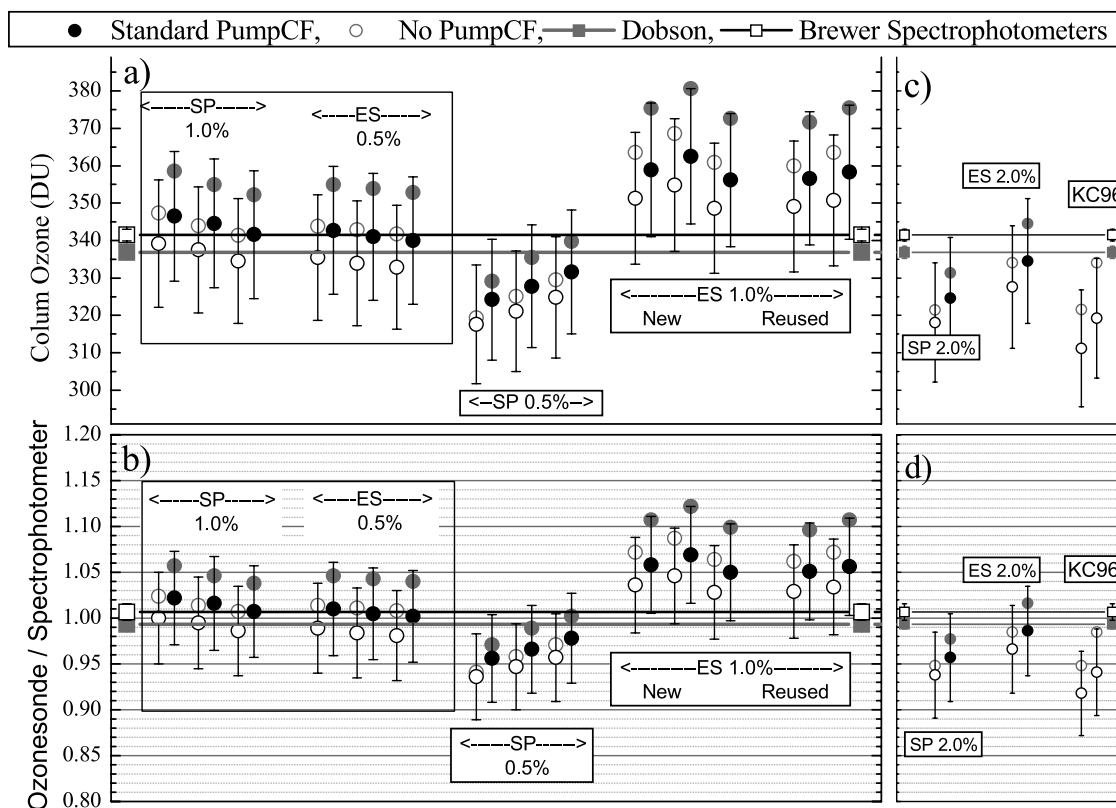 Standard PumpCF, No PumpCF, Dobson, Brewer Spectrophotometers
a)
<------SP------>
1.0%
<----ES----->
0.5%
380
370
360
350
340
330
320
310
300
Colum Ozone (DU)
<--SP 0.5%-->
<------ES 1.0%------>
New Reused
c)
ES 2.0%
KC96
SP 2.0%
b)
<------SP------>
1.0%
<----ES----->
0.5%
1.20
1.15
1.10
1.05
1.00
0.95
0.90
0.85
0.80
Ozonesonde / Spectrophotometer
<-----SP----->
0.5%
<------ES 1.0%------>
New Reused
d)
ES 2.0%
KC96
SP 2.0%